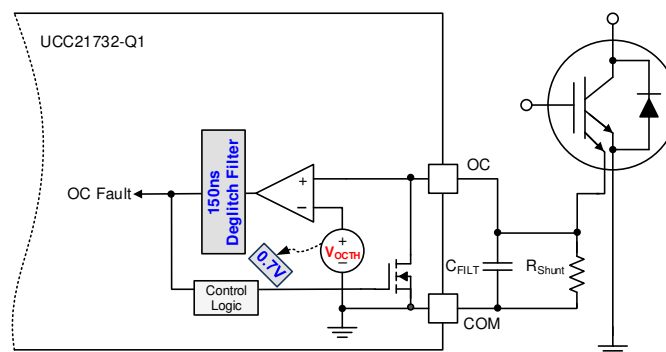 UCC21732-Q1
OC Fault
150ns
Deglitch Filter
+
−
+
−
VOCTH
0.7V
Control
Logic
OC
COM
CFILT
RShunt